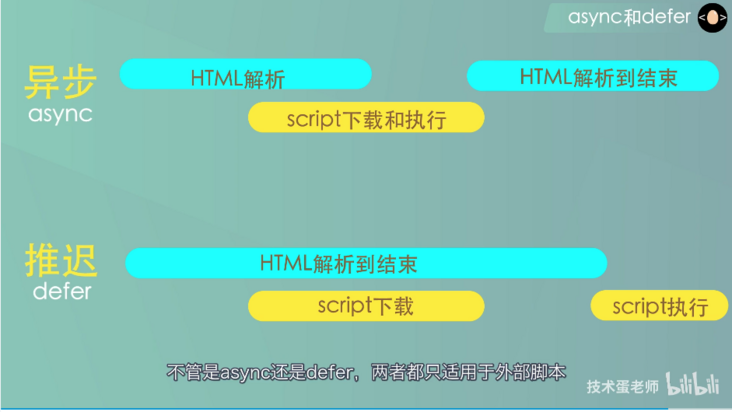 async和defer
异步
async
HTML解析
HTML解析到结束
script下载和执行
推迟
defer
HTML解析到结束
script下载
script执行
不管是async还是defer，两者都只适用于外部脚本
技术蛋老师 bilibili